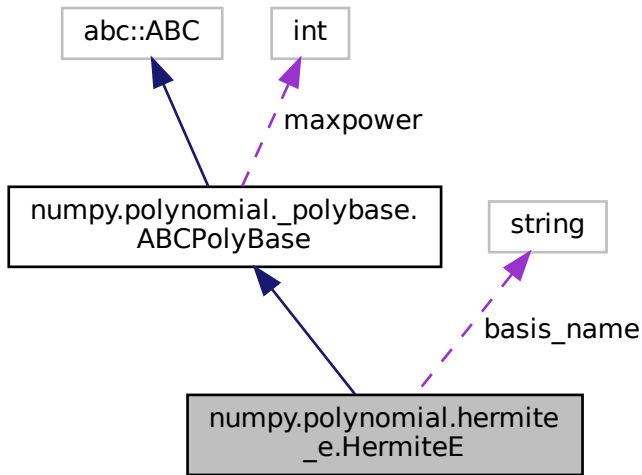 abc::ABC
int
maxpower
numpy.polynomial._polybase.
ABCPolyBase
string
basis_name
numpy.polynomial.hermite
_e.HermiteE